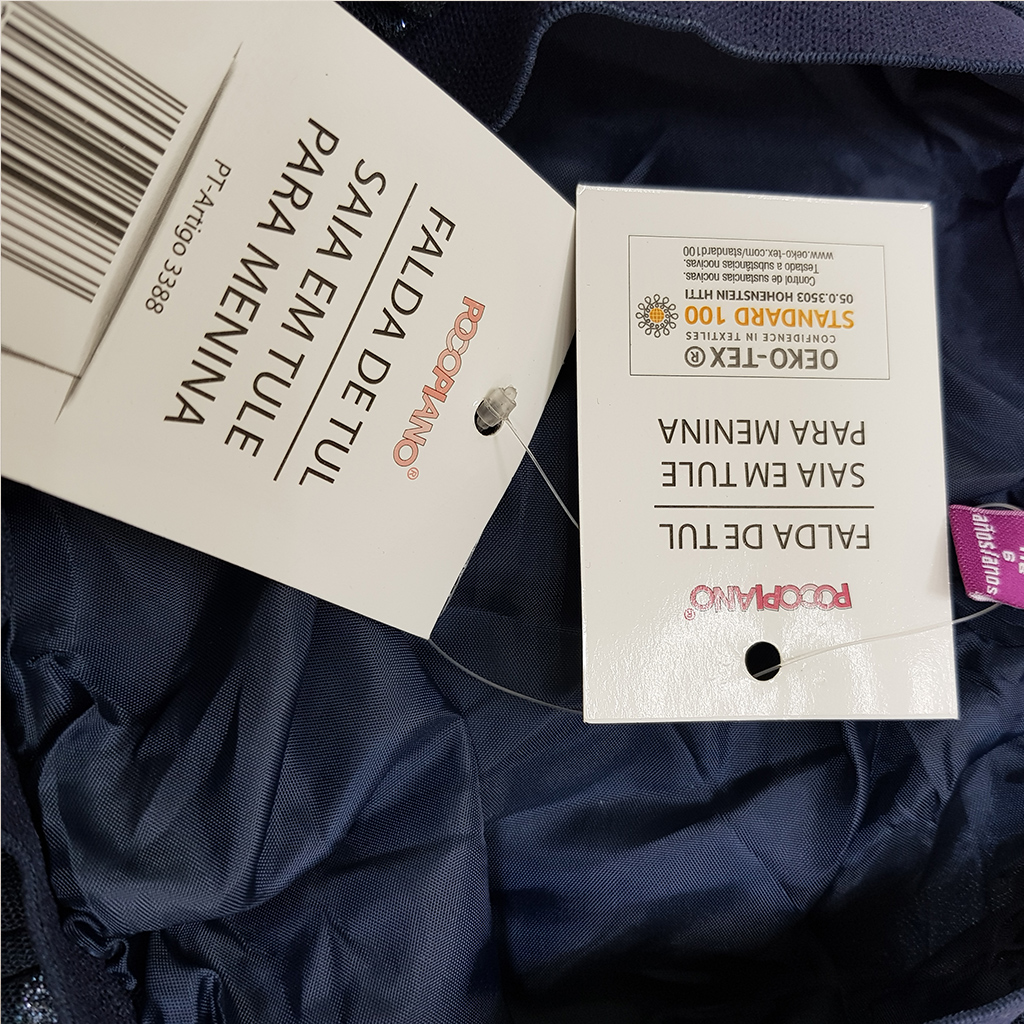 POCOPIANO®
FALDA DE TUL
SAIA EM TULE
PARA MENINA
PT-Artigo 3388
POCOPIANO®
FALDA DE TUL
SAIA EM TULE
PARA MENINA
OEKO-TEX®
CONFIDENCE IN TEXTILES
STANDARD 100
05.0.3503 HOHENSTEIN HTTI
Control de sustancias nocivas.
Testado a substâncias nocivas.
www.oeko-tex.com/standard100
6
años/anos